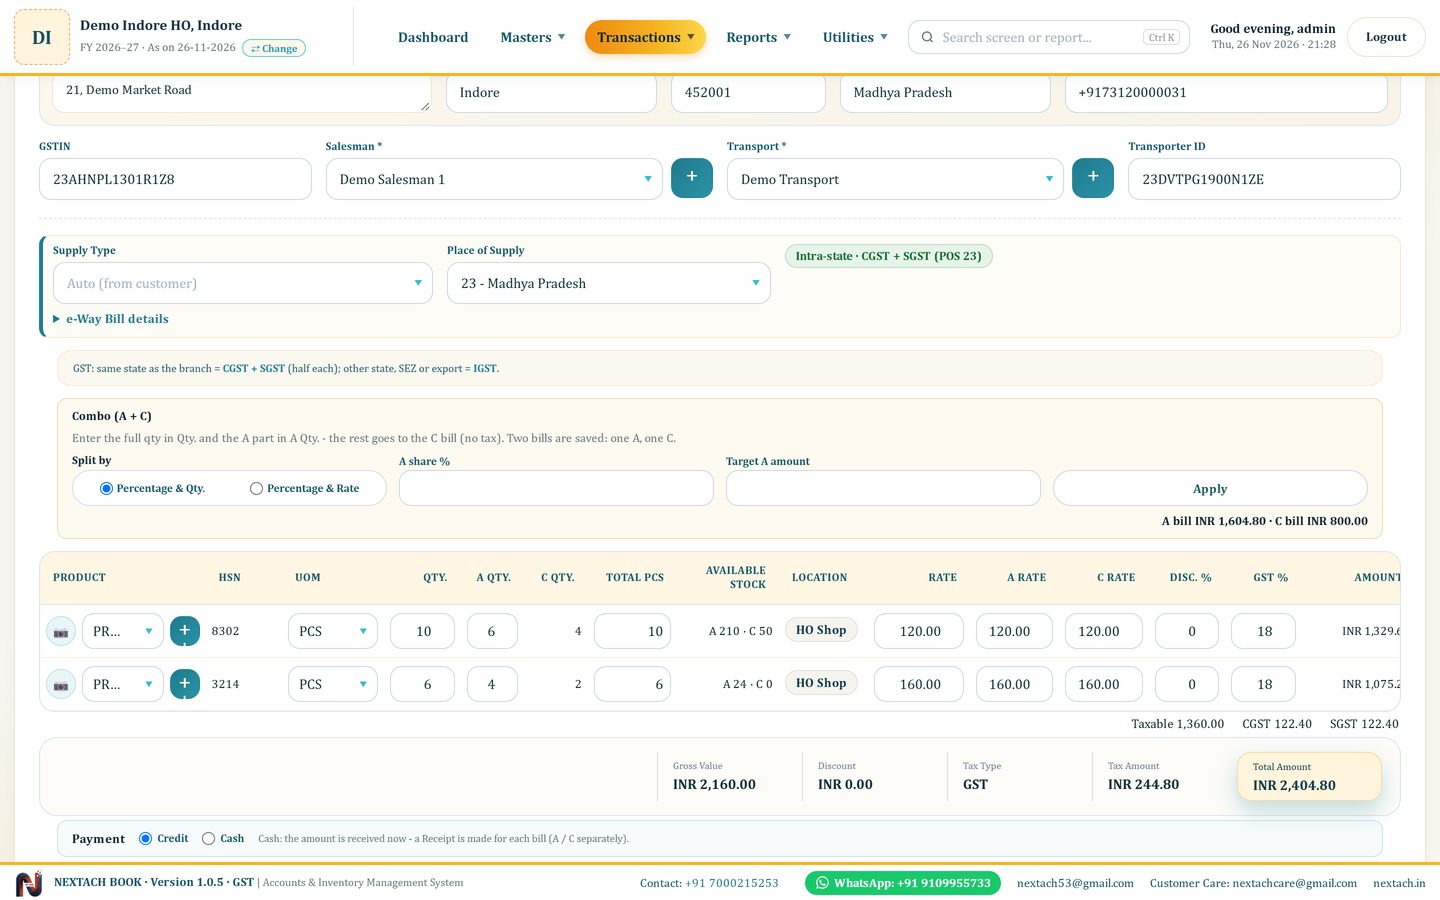 DI
Demo Indore HO, Indore
FY 2026–27 · As on 26-11-2026 ⇄ Change
Dashboard Masters ▼ Transactions ▼ Reports ▼ Utilities ▼
Search screen or report... Ctrl K
Good evening, admin
Thu, 26 Nov 2026 · 21:28
Logout
21, Demo Market Road Indore 452001 Madhya Pradesh +9173120000031
GSTIN Salesman * Transport * Transporter ID
23AHNPL1301R1Z8 Demo Salesman 1 + Demo Transport + 23DVTPG1900N1ZE
Supply Type Place of Supply Intra-state · CGST + SGST (POS 23)
Auto (from customer) 23 - Madhya Pradesh
▶ e-Way Bill details
GST: same state as the branch = CGST + SGST (half each); other state, SEZ or export = IGST.
Combo (A + C)
Enter the full qty in Qty. and the A part in A Qty. - the rest goes to the C bill (no tax). Two bills are saved: one A, one C.
Split by A share % Target A amount
Percentage & Qty. Percentage & Rate Apply
A bill INR 1,604.80 · C bill INR 800.00
PRODUCT HSN UOM QTY. A QTY. C QTY. TOTAL PCS AVAILABLE STOCK LOCATION RATE A RATE C RATE DISC. % GST % AMOUNT
PR... + 8302 PCS 10 6 4 10 A 210 · C 50 HO Shop 120.00 120.00 120.00 0 18 INR 1,329.6
PR... + 3214 PCS 6 4 2 6 A 24 · C 0 HO Shop 160.00 160.00 160.00 0 18 INR 1,075.2
Taxable 1,360.00 CGST 122.40 SGST 122.40
Gross Value Discount Tax Type Tax Amount Total Amount
INR 2,160.00 INR 0.00 GST INR 244.80 INR 2,404.80
Payment Credit Cash Cash: the amount is received now - a Receipt is made for each bill (A / C separately).
N NEXTACH BOOK · Version 1.0.5 · GST | Accounts & Inventory Management System Contact: +91 7000215253 WhatsApp: +91 9109955733 nextach53@gmail.com Customer Care: nextachcare@gmail.com nextach.in